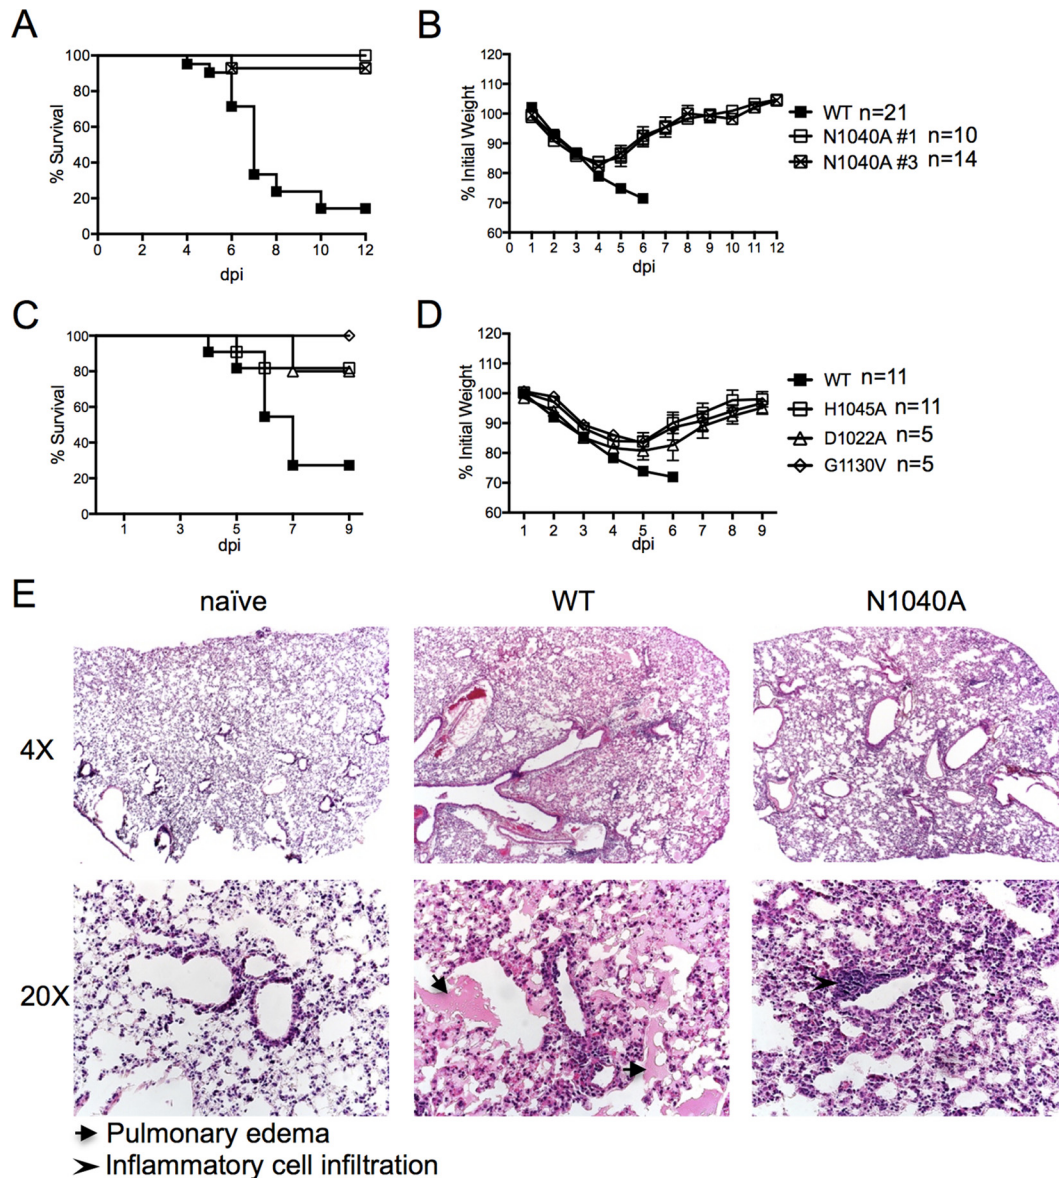 A
% Survival
100
80
60
40
20
0
0 2 4 6 8 10 12
dpi
B
% Initial Weight
120
110
100
90
80
70
60
0 1 2 3 4 5 6 7 8 9 10 11 12
dpi
WT n=21
N1040A #1 n=10
N1040A #3 n=14
C
% Survival
100
80
60
40
20
0
1 3 5 7 9
dpi
D
% Initial Weight
120
110
100
90
80
70
60
1 2 3 4 5 6 7 8 9
dpi
WT n=11
H1045A n=11
D1022A n=5
G1130V n=5
E
naïve WT N1040A
4X
20X
Pulmonary edema
Inflammatory cell infiltration